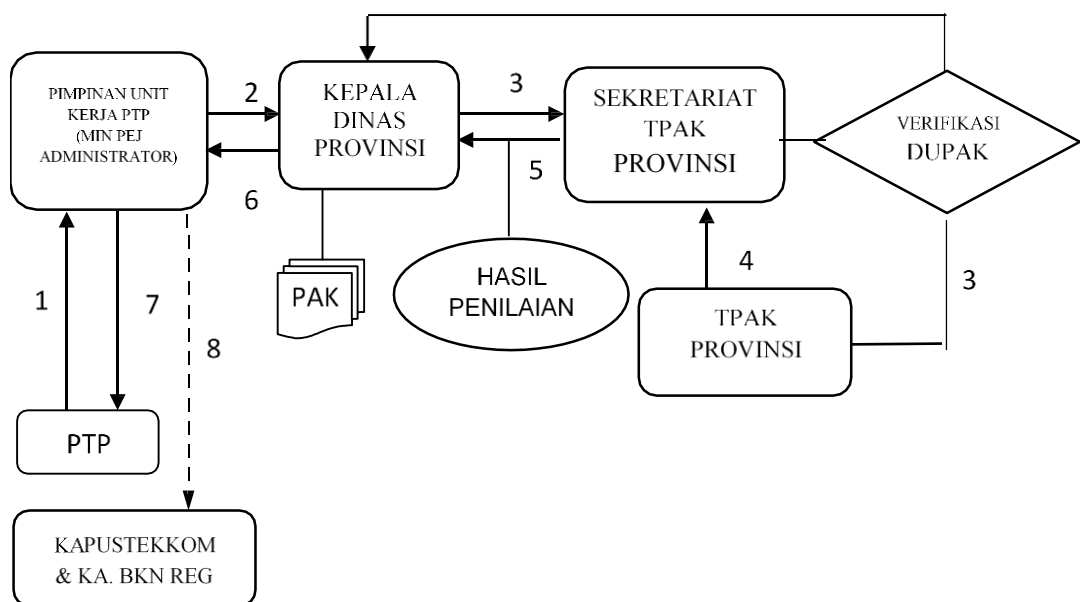 PIMPINAN UNIT
KERJA PTP
(MIN PEJ
ADMINISTRATOR)
2
6
KEPALA
DINAS
PROVINSI
3
5
SEKRETARIAT
TPAK
PROVINSI
VERIFIKASI
DUPAK
1
7
8
PAK
HASIL
PENILAIAN
4
3
TPAK
PROVINSI
PTP
KAPUSTEKKOM
& KA. BKN REG